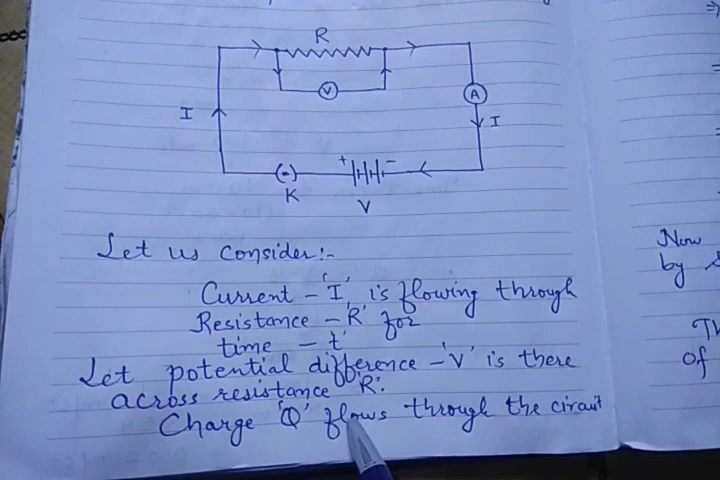 R
V
A
I
I
+
-
K
V
Let us consider:-
Current - 'I' is flowing through
Resistance - 'R' for
time - 't'
Let potential difference - 'V' is there
across resistance 'R'.
Charge 'Q' flows through the circuit
Now
by
of